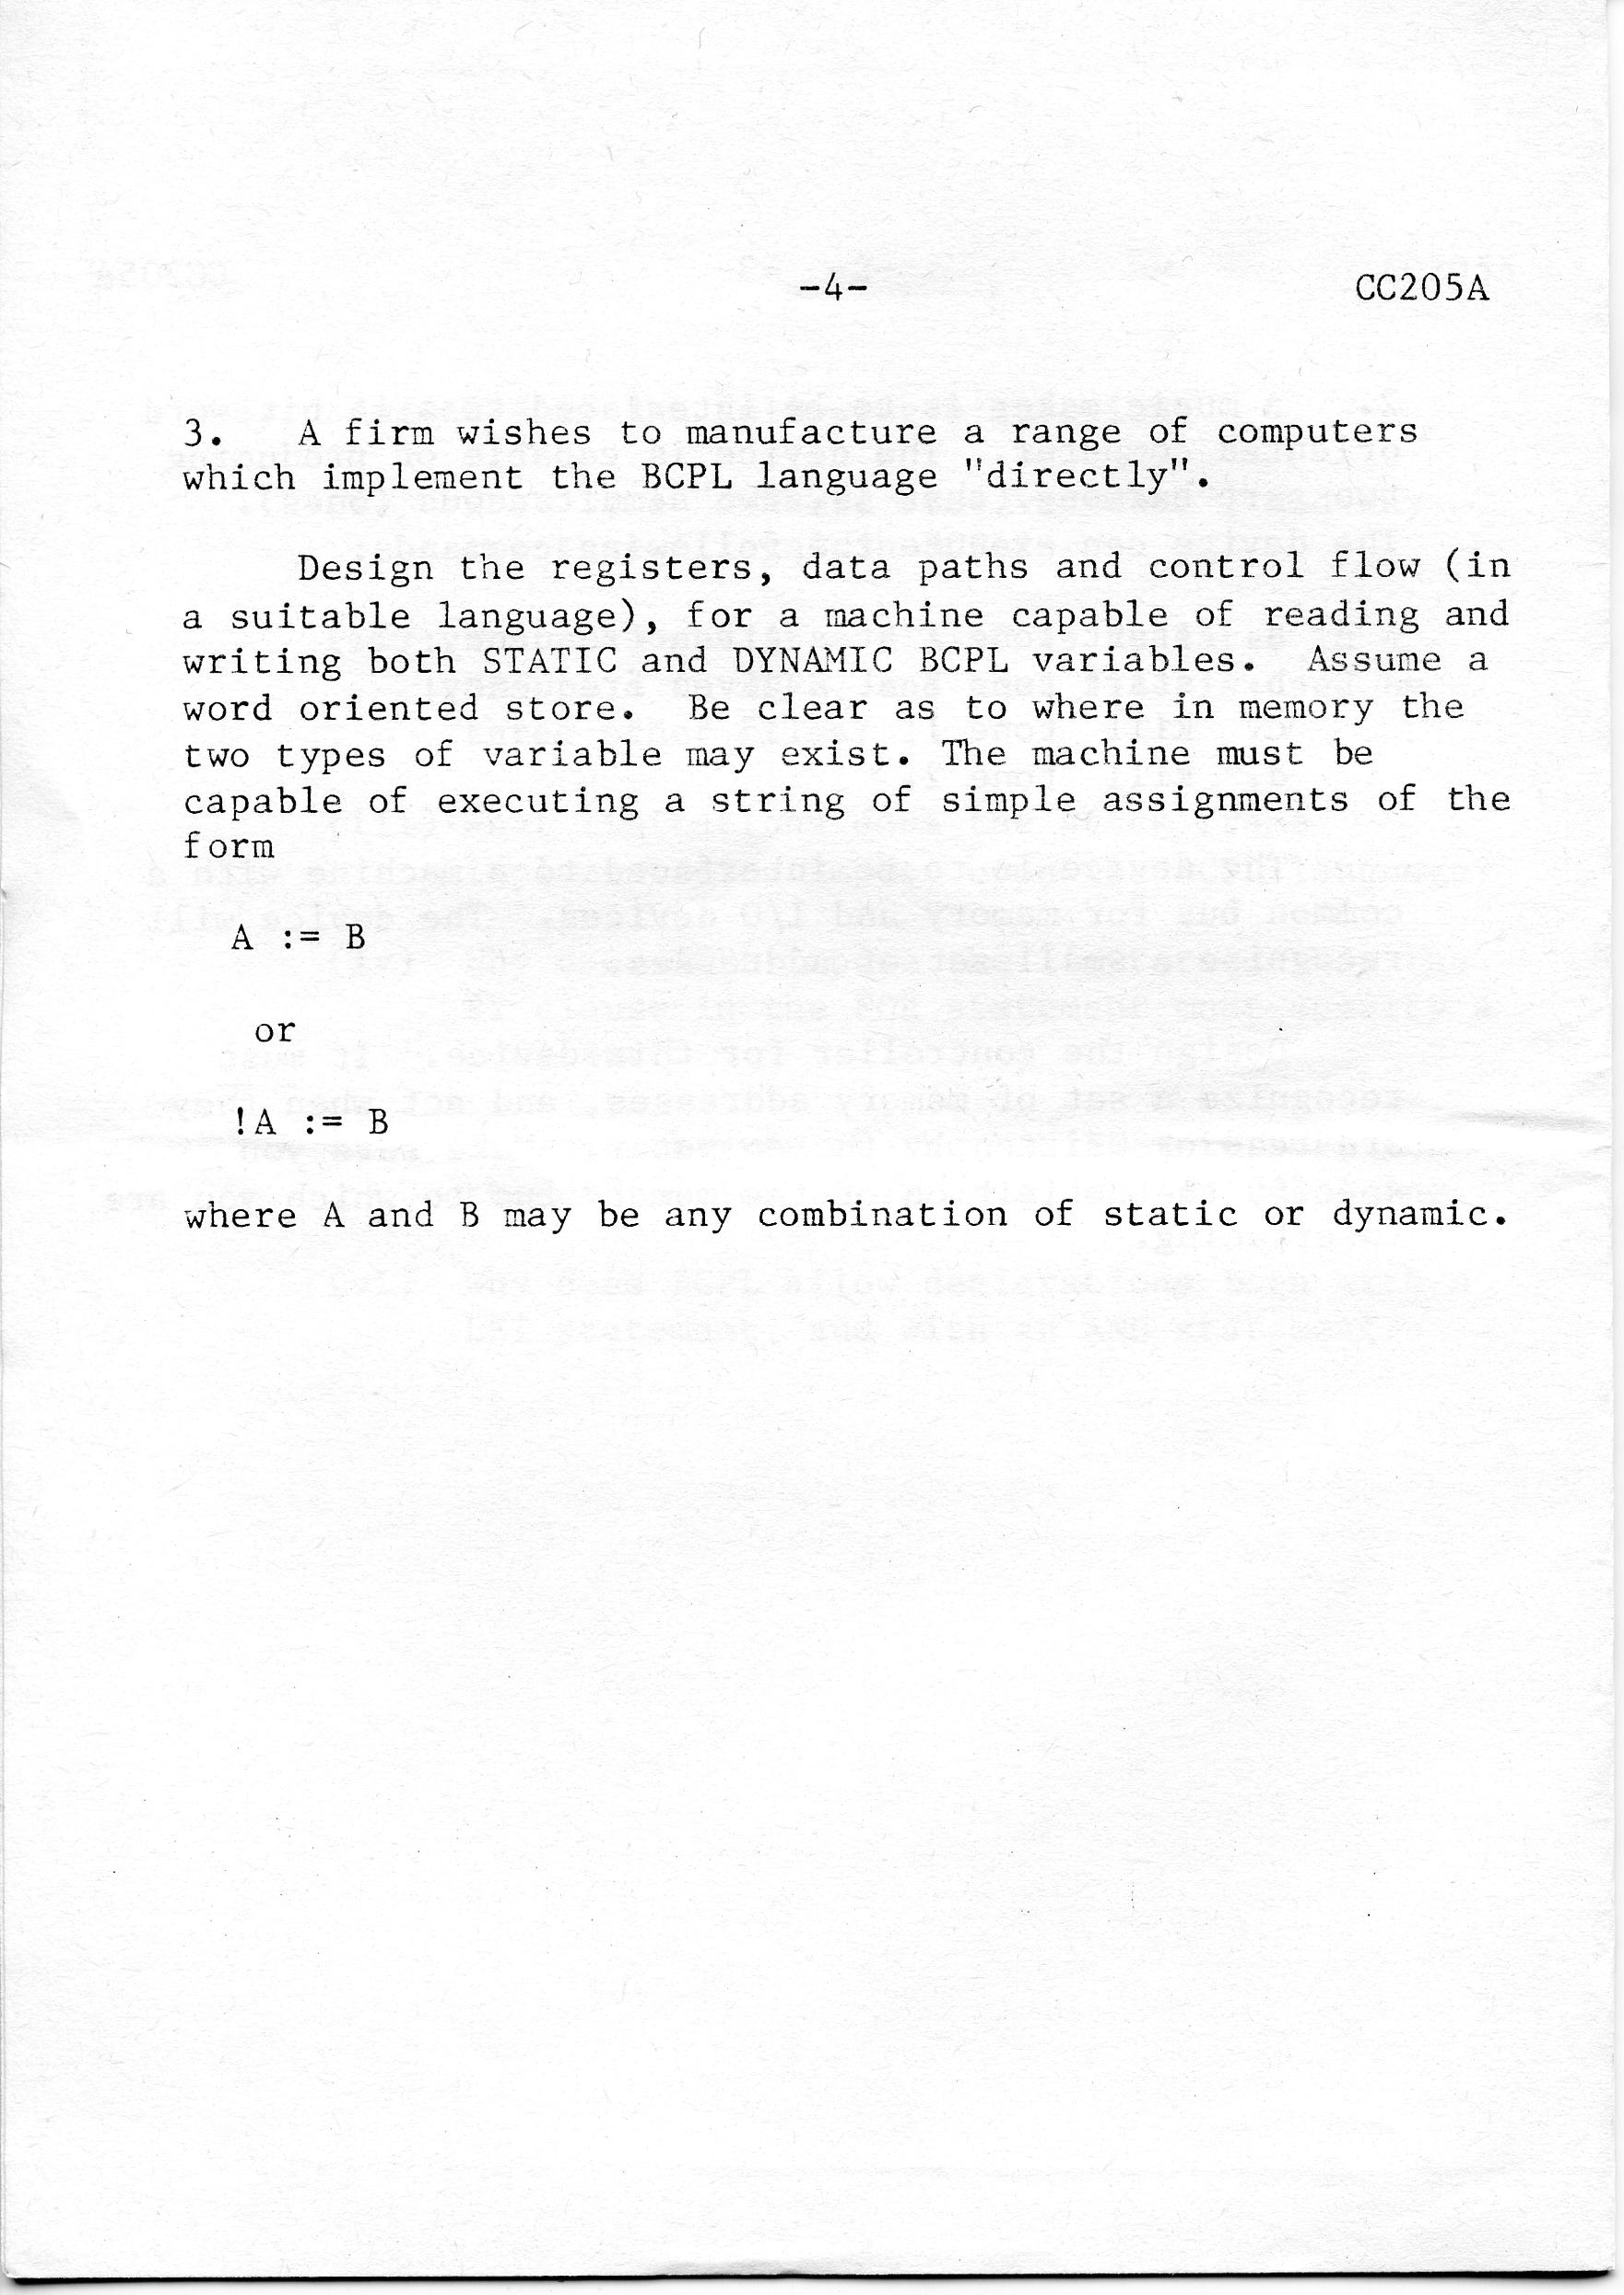 -4- CC205A
3. A firm wishes to manufacture a range of computers
which implement the BCPL language "directly".
Design the registers, data paths and control flow (in
a suitable language), for a machine capable of reading and
writing both STATIC and DYNAMIC BCPL variables. Assume a
word oriented store. Be clear as to where in memory the
two types of variable may exist. The machine must be
capable of executing a string of simple assignments of the
form
A := B
or
!A := B
where A and B may be any combination of static or dynamic.